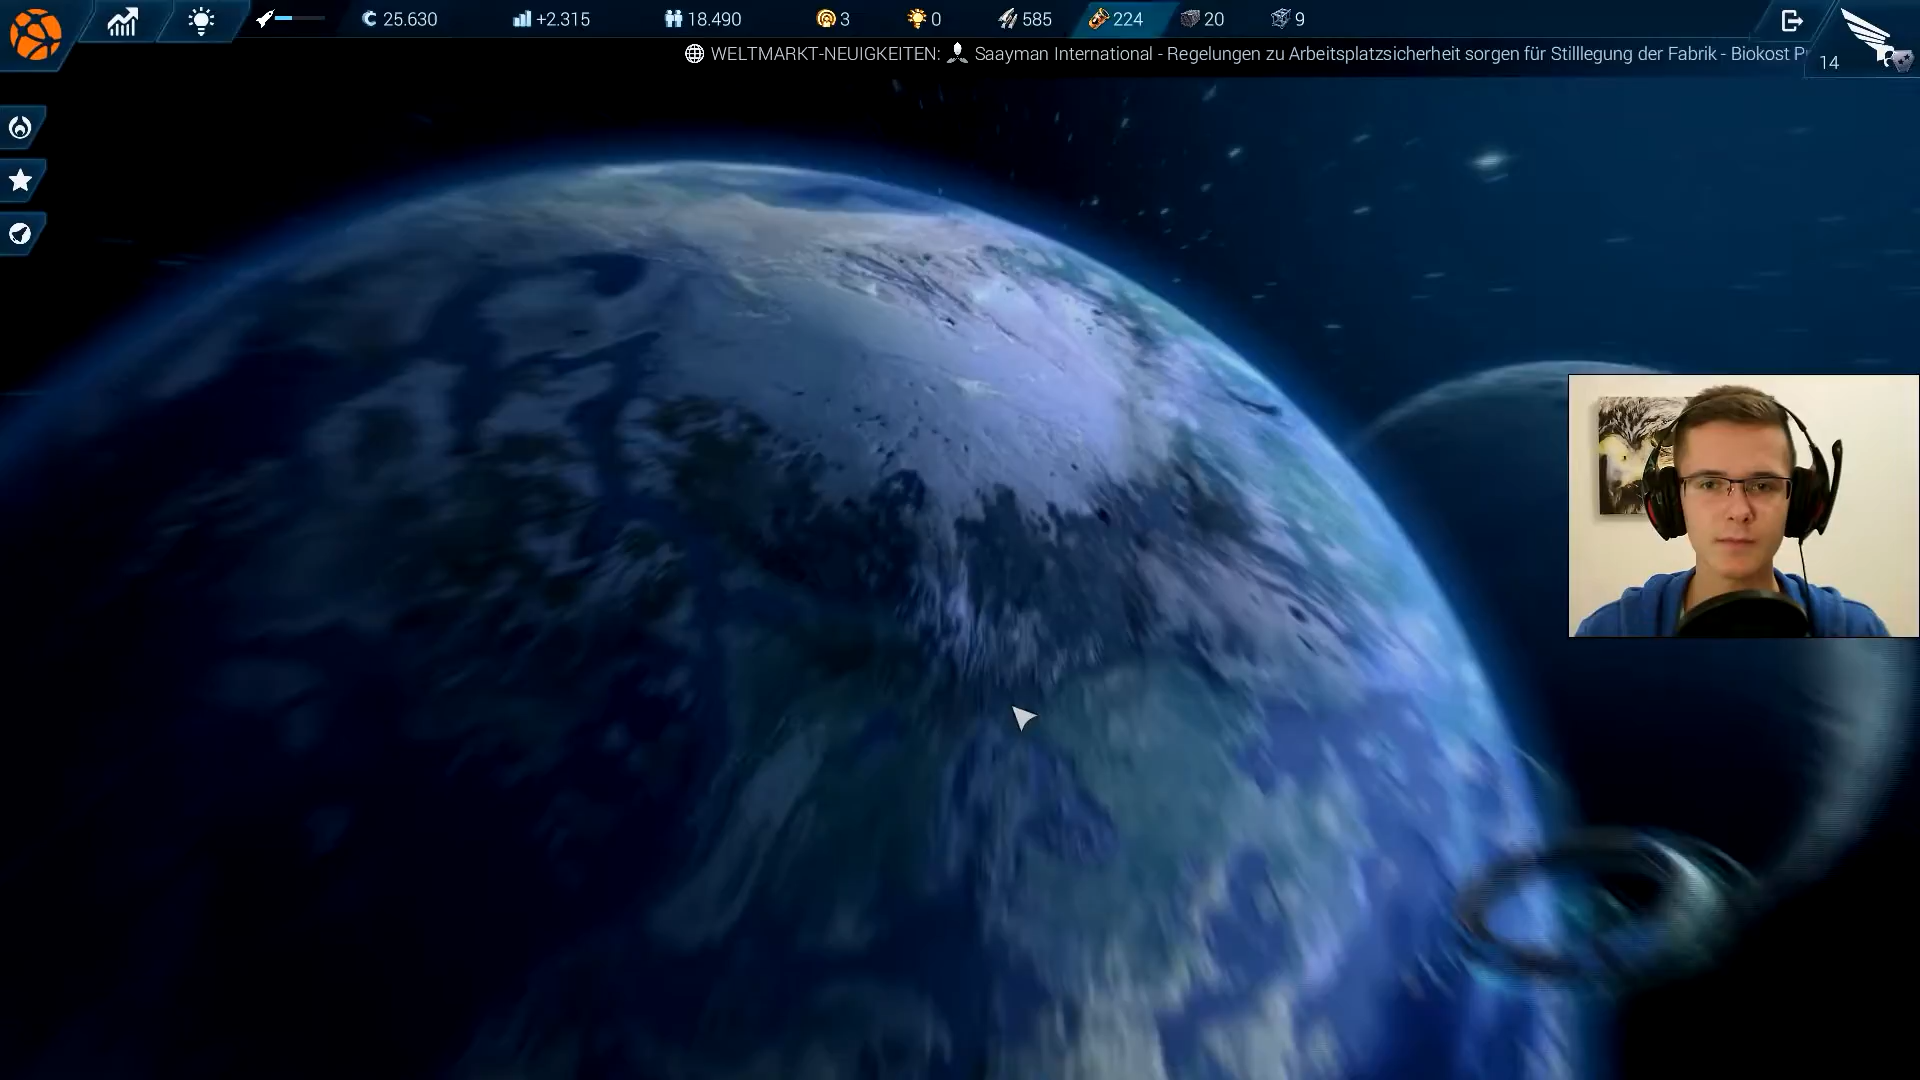 25.630 +2.315 18.490 3 0 585 224 20 9
WELTMARKT-NEUIGKEITEN: Saayman International - Regelungen zu Arbeitsplatzsicherheit sorgen für Stilllegung der Fabrik - Biokost
14